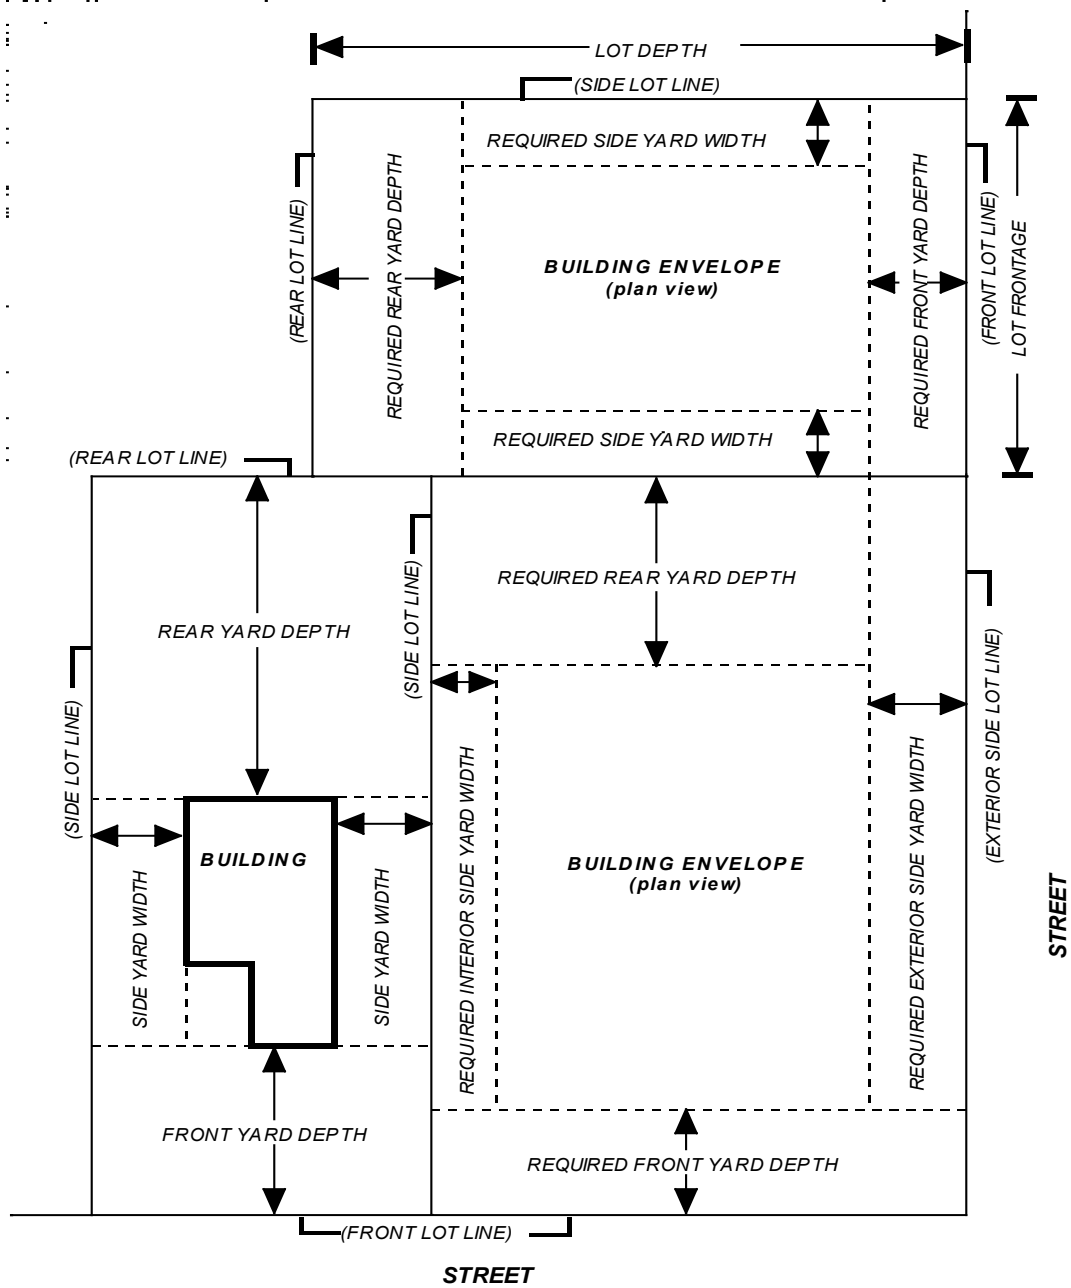 LOT DEPTH
(SIDE LOT LINE)
REQUIRED SIDE YARD WIDTH
(REAR LOT LINE)
REQUIRED REAR YARD DEPTH
BUILDING ENVELOPE
(plan view)
REQUIRED FRONT YARD DEPTH
(FRONT LOT LINE)
LOT FRONTAGE
REQUIRED SIDE YARD WIDTH
(REAR LOT LINE)
(SIDE LOT LINE)
REQUIRED REAR YARD DEPTH
REAR YARD DEPTH
(SIDE LOT LINE)
(EXTERIOR SIDE LOT LINE)
BUILDING
SIDE YARD WIDTH
SIDE YARD WIDTH
REQUIRED INTERIOR SIDE YARD WIDTH
BUILDING ENVELOPE
(plan view)
REQUIRED EXTERIOR SIDE YARD WIDTH
STREET
FRONT YARD DEPTH
REQUIRED FRONT YARD DEPTH
(FRONT LOT LINE)
STREET